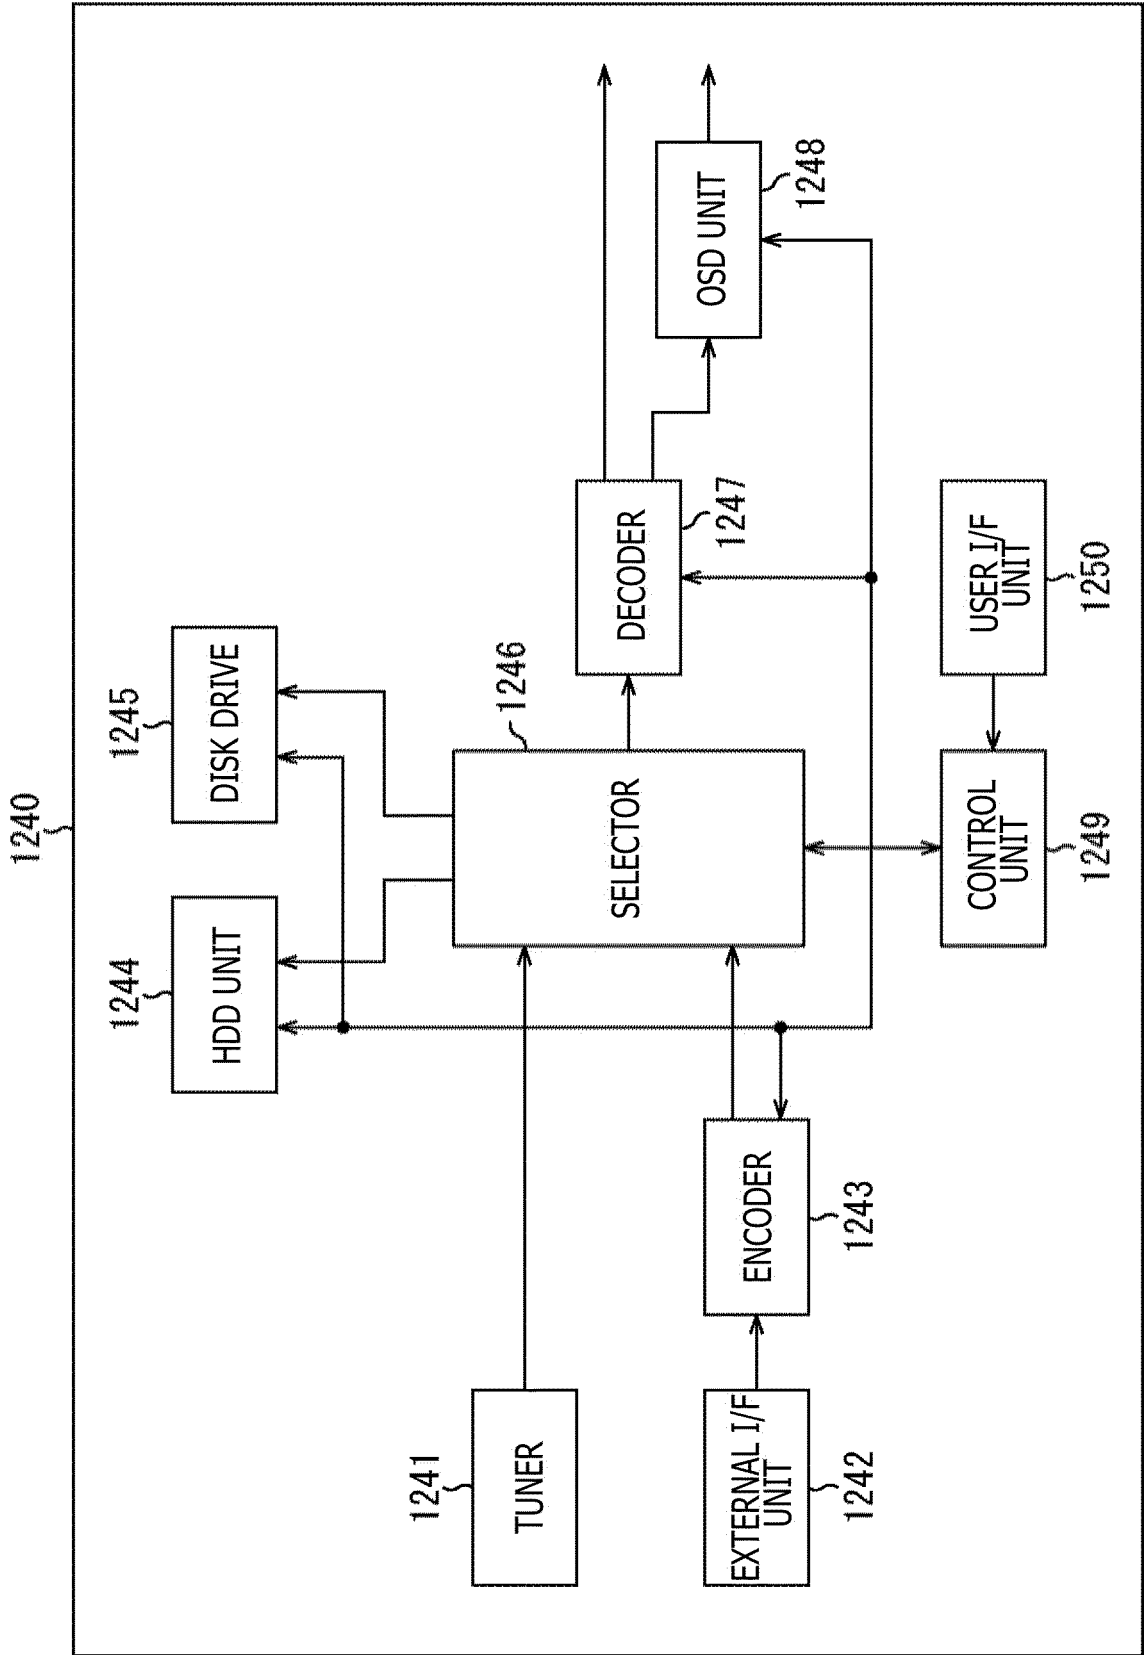 1240
1241
TUNER
1242
EXTERNAL I/F
UNIT
1243
ENCODER
1244
HDD UNIT
1245
DISK DRIVE
1246
SELECTOR
1247
DECODER
1248
OSD UNIT
1249
CONTROL
UNIT
1250
USER I/F
UNIT